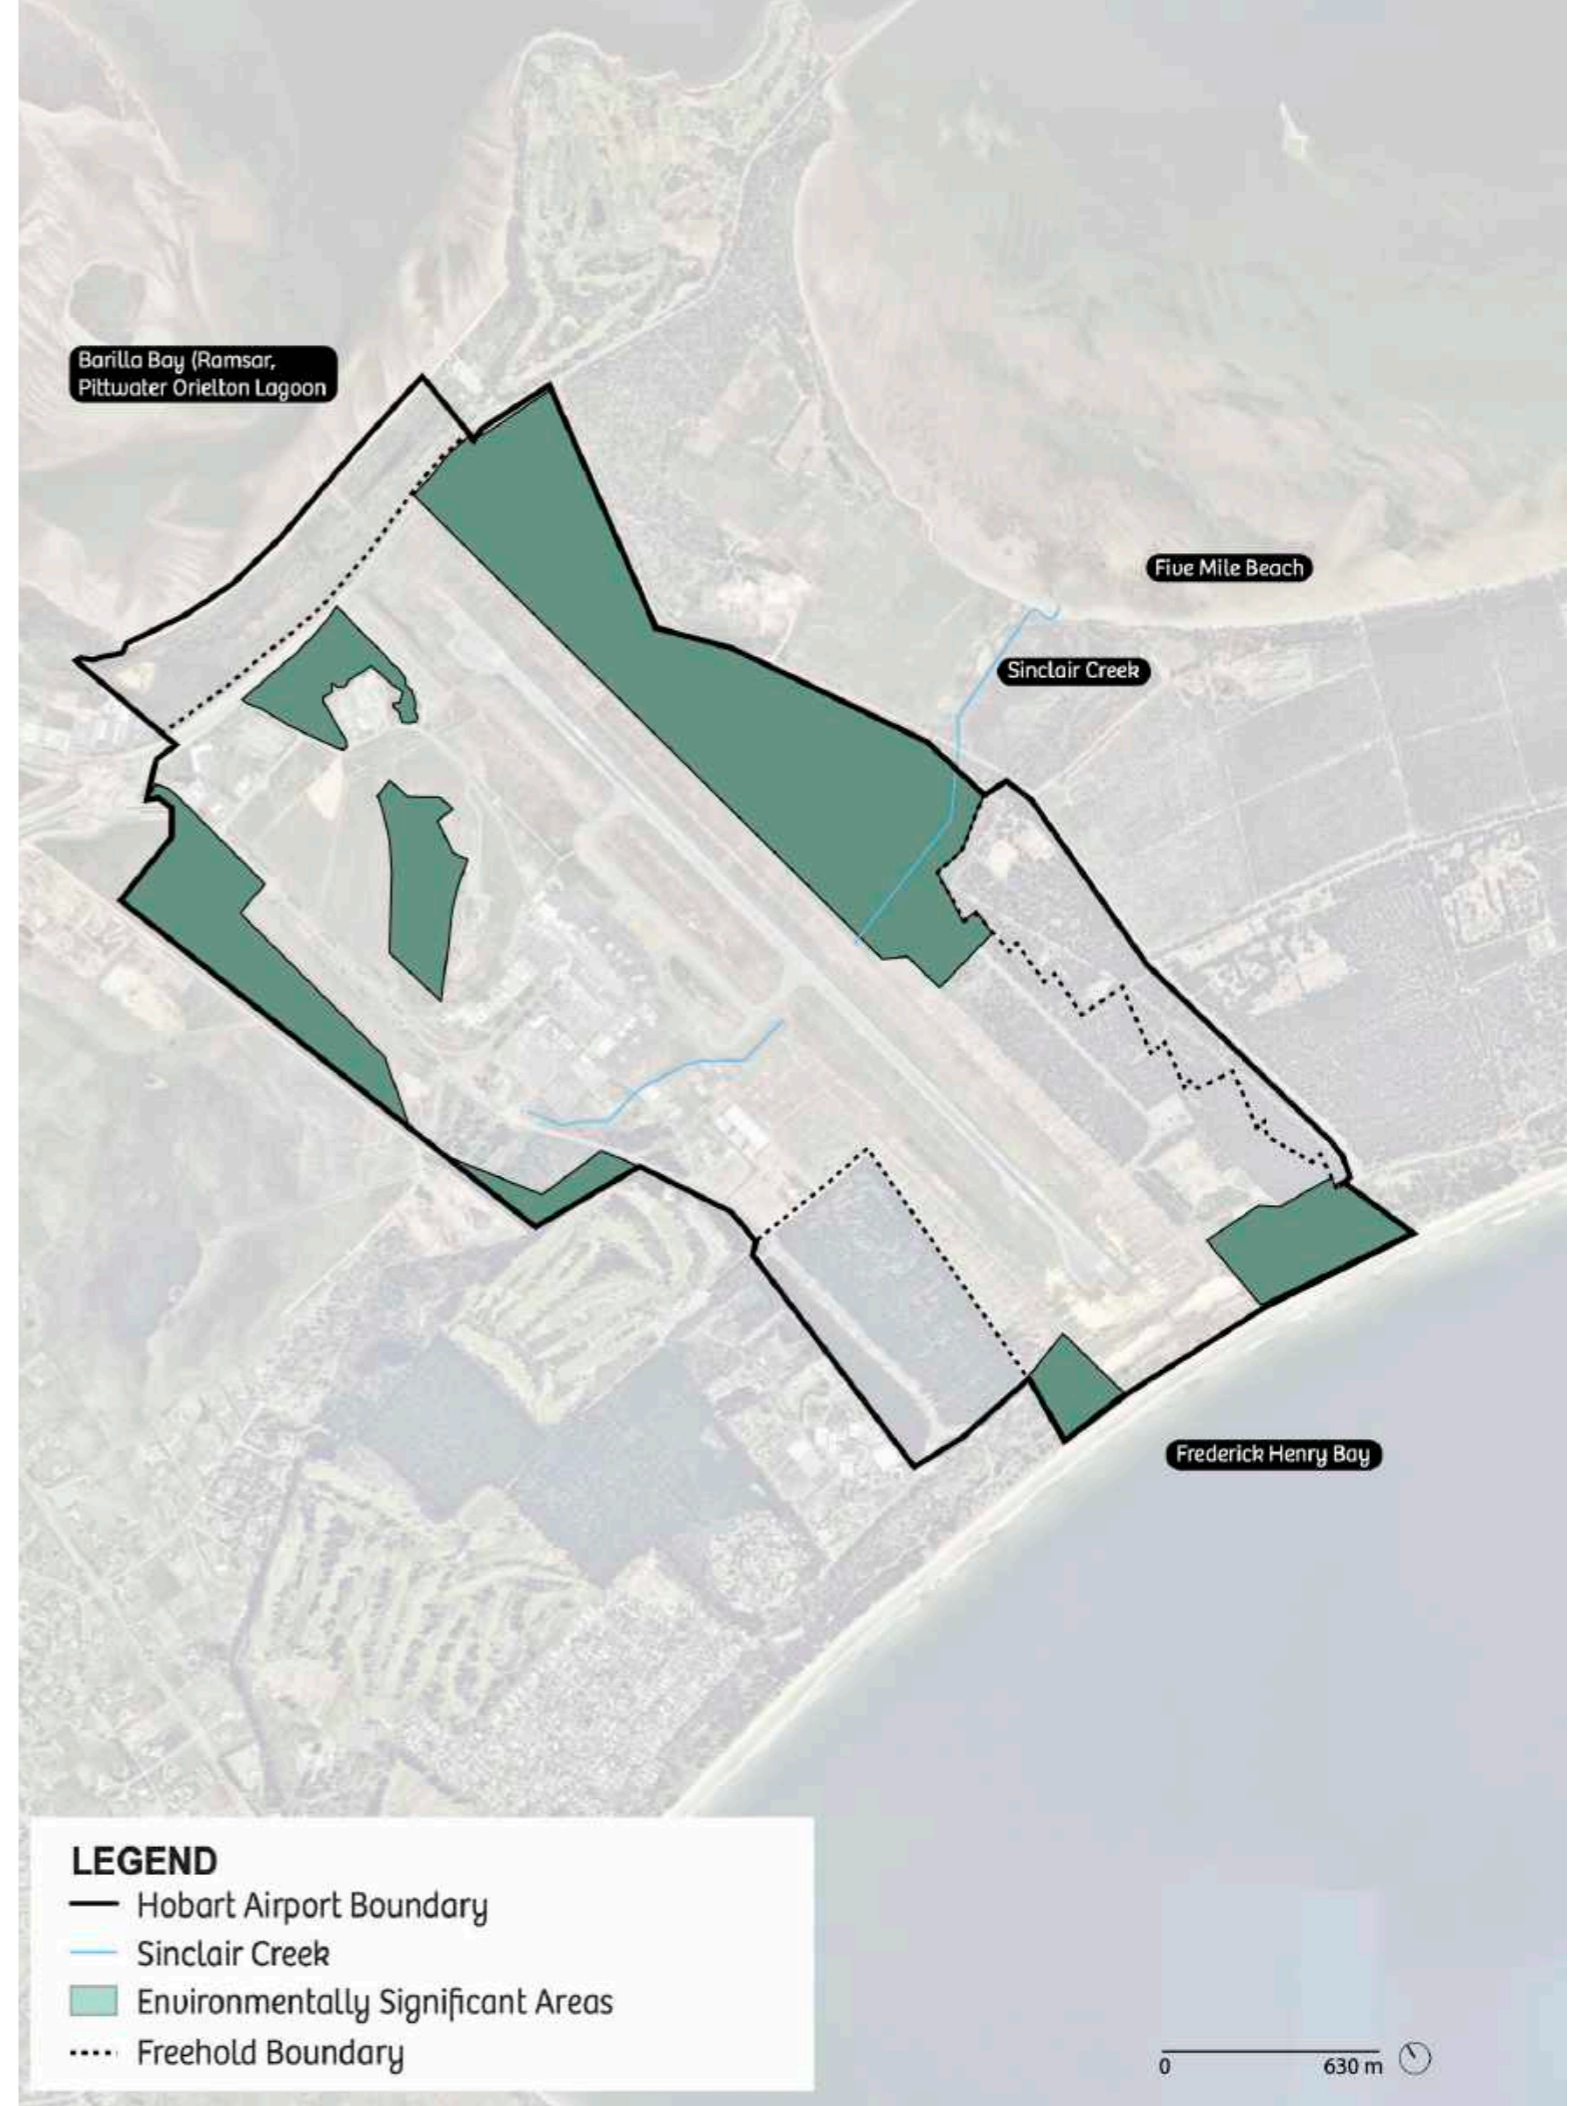 Barilla Bay (Ramsar,
Pittwater Orielton Lagoon
Five Mile Beach
Sinclair Creek
Frederick Henry Bay
LEGEND
Hobart Airport Boundary
Sinclair Creek
Environmentally Significant Areas
Freehold Boundary
0 630 m